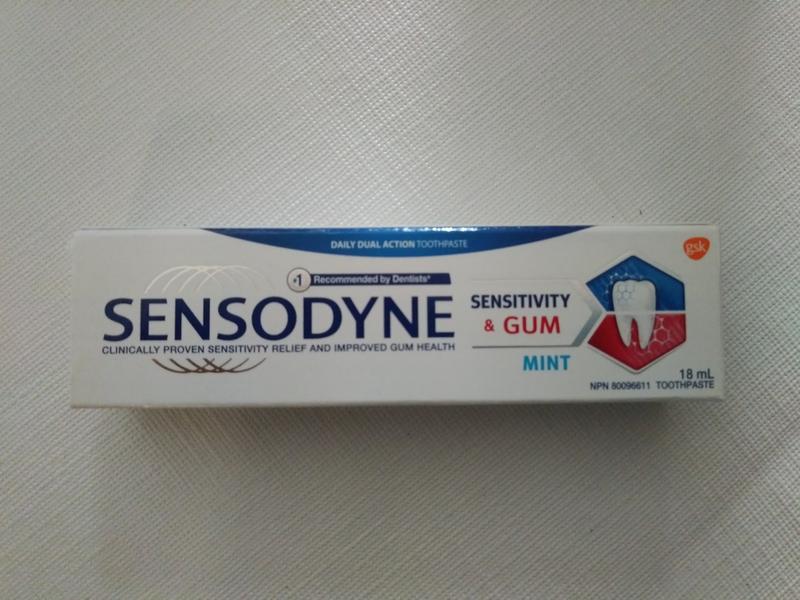 DAILY DUAL ACTION TOOTHPASTE
gsk
#1 Recommended by Dentists*
SENSODYNE
CLINICALLY PROVEN SENSITIVITY RELIEF AND IMPROVED GUM HEALTH
SENSITIVITY
& GUM
MINT
18 mL
NPN 80096611 TOOTHPASTE